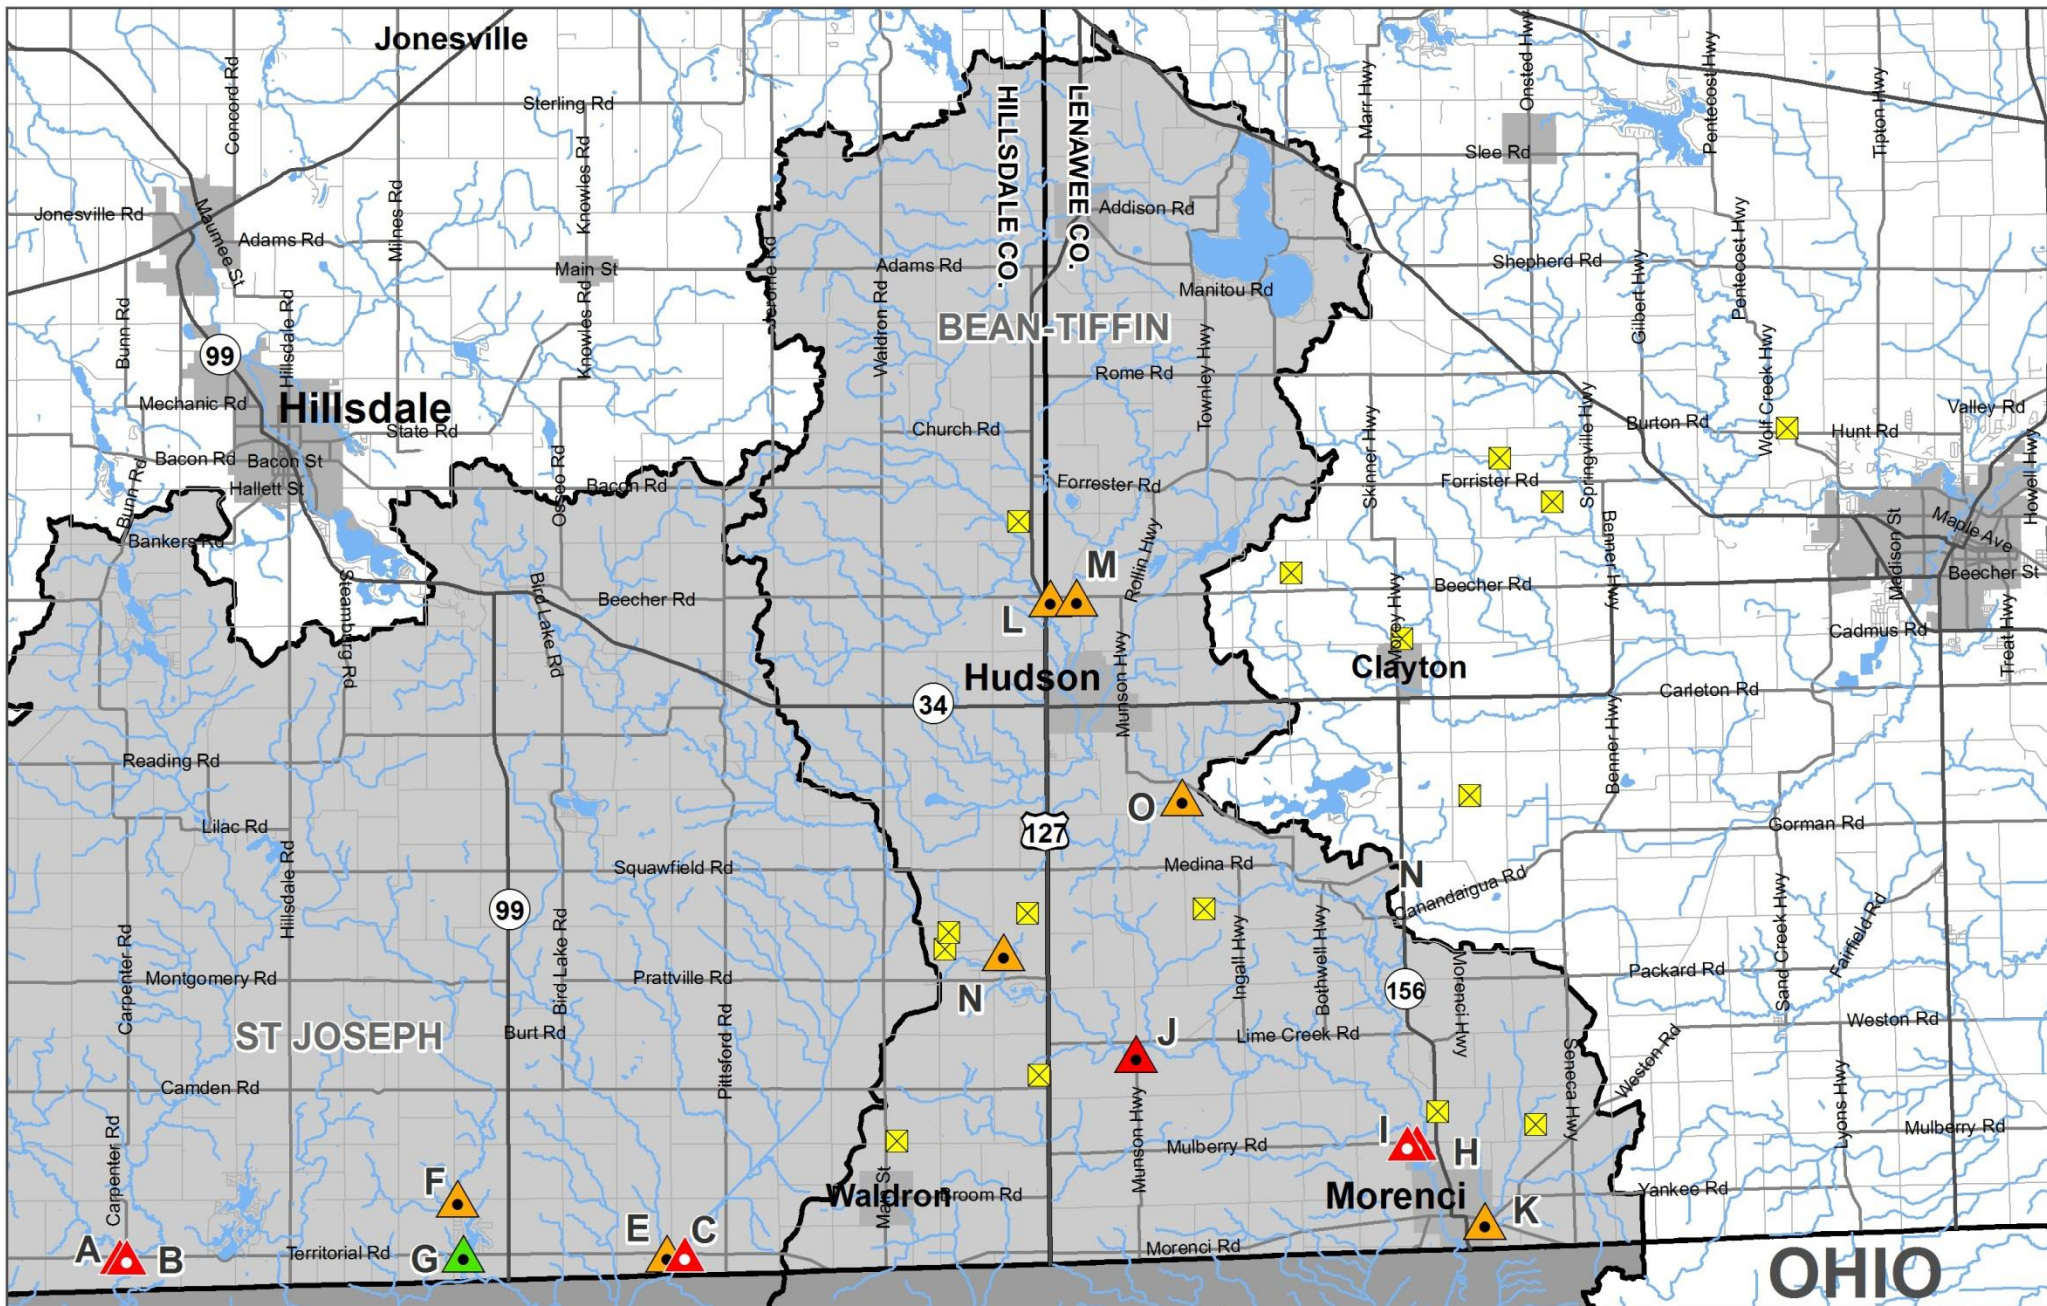 Jonesville
Concord Rd
Sterling Rd
Knowles Rd
Milnes Rd
Jonesville Rd
Maumee St
Adams Rd
Main St
Knowles Rd
Jerome Rd
Bunn Rd
Hillsdale Rd
99
Mechanic Rd
Hillsdale
State Rd
Bacon Rd
Bacon St
Hallett St
Bunn Rd
Bankers Rd
Osseo Rd
Bacon Rd
Steamburg Rd
Bird Lake Rd
Beecher Rd
HILLSDALE CO.
LENAWEE CO.
Addison Rd
Adams Rd
Manitou Rd
Waldron Rd
BEAN-TIFFIN
Rome Rd
Townley Hwy
Church Rd
Forrester Rd
Rollin Hwy
M
L
Hudson
Munson Hwy
34
Marr Hwy
Onsted Hwy
Pentecost Hwy
Tipton Hwy
Slee Rd
Shepherd Rd
Gilbert Hwy
Pentecost Hwy
Wolf Creek Hwy
Skinner Hwy
Springville Hwy
Burton Rd
Hunt Rd
Valley Rd
Howell Hwy
Forrister Rd
Benner Hwy
Madison St
Maple Ave
Beecher Rd
Beecher St
Morey Hwy
Cadmus Rd
Treat Hwy
Clayton
Carleton Rd
Benner Hwy
Reading Rd
Lilac Rd
Hillsdale Rd
Squawfield Rd
99
Bird Lake Rd
Carpenter Rd
Montgomery Rd
Prattville Rd
ST JOSEPH
Burt Rd
Pittsford Rd
Camden Rd
Carpenter Rd
F
E
C
A
B
Territorial Rd
G
O
127
Medina Rd
N
Canandaigua Rd
Gorman Rd
Ingall Hwy
Bothwell Hwy
N
156
Morenci Hwy
Packard Rd
Sand Creek Hwy
Fairfield Rd
J
Lime Creek Rd
Weston Rd
Weston Rd
Seneca Hwy
Lyons Hwy
Munson Hwy
Mulberry Rd
I
H
Mulberry Rd
Waldron
Main St
Broom Rd
Morenci
K
Yankee Rd
Morenci Rd
OHIO